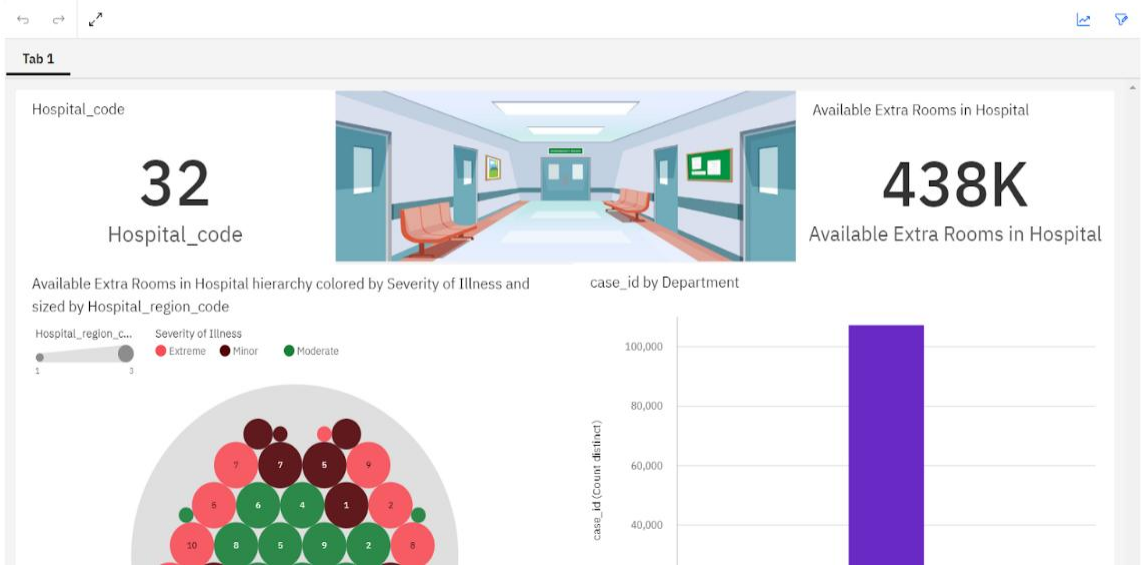 Tab 1
Hospital_code
32
Hospital_code
Available Extra Rooms in Hospital
438K
Available Extra Rooms in Hospital
Available Extra Rooms in Hospital hierarchy colored by Severity of Illness and
sized by Hospital_region_code
Hospital_region_c...
Severity of Illness
Extreme
Minor
Moderate
1
3
7
7
5
9
6
4
1
2
10
8
5
9
2
8
case_id by Department
100,000
80,000
60,000
40,000
case_id (Count distinct)